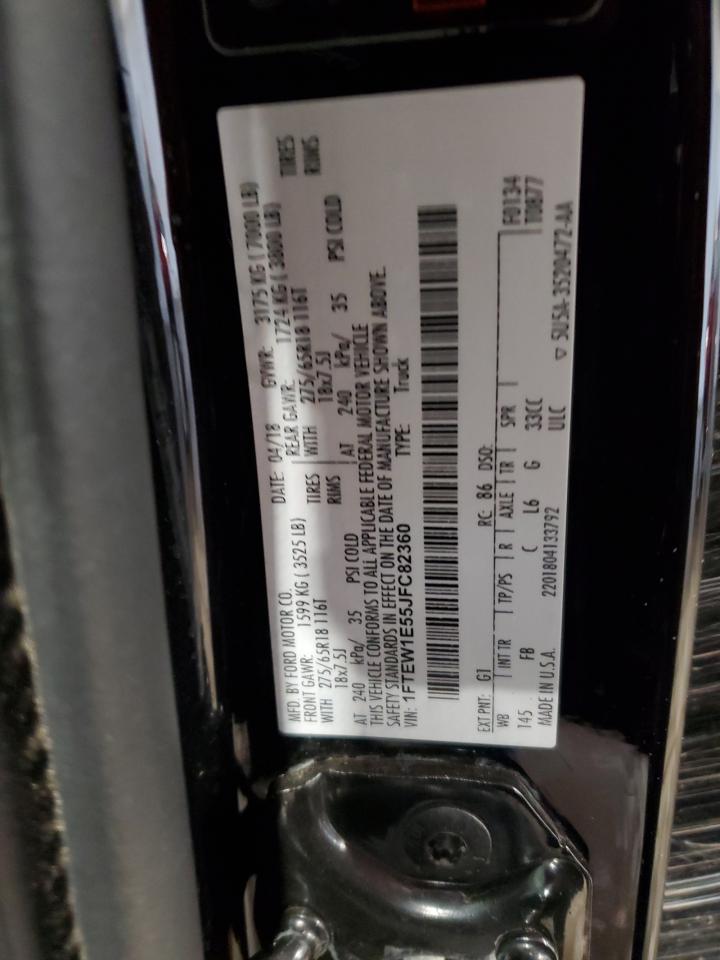 MFD. BY FORD MOTOR CO. DATE: 04/18 GVWR: 3175 KG ( 7000 LB)
FRONT GAWR: 1599 KG ( 3525 LB) REAR GAWR: 1724 KG ( 3800 LB)
WITH 275/65R18 116T TIRES WITH 275/65R18 116T TIRES
18x7.5J RIMS 18x7.5J RIMS
AT 240 kPa/ 35 PSI COLD AT 240 kPa/ 35 PSI COLD
THIS VEHICLE CONFORMS TO ALL APPLICABLE FEDERAL MOTOR VEHICLE
SAFETY STANDARDS IN EFFECT ON THE DATE OF MANUFACTURE SHOWN ABOVE.
VIN: 1FTEW1E55JFC82360 TYPE: Truck
EXT PNT: G1 RC: 86 DSO: F0134
WB INT TR TP/PS R AXLE TR SPR T0877
145 FB C L6 G 33CC
MADE IN U.S.A. 2201804133792 ULC ▽ 5U5A-3520472-AA